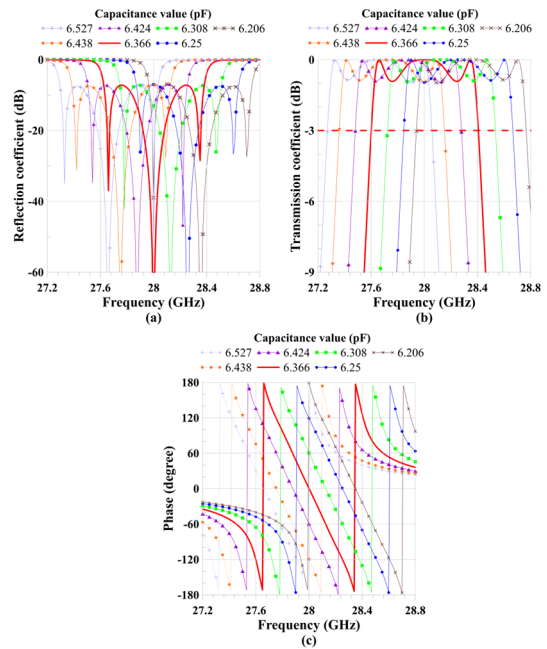 Capacitance value (pF)
6.527 6.424 6.308 6.206
6.438 6.366 6.25
0
-20
-40
-60
Reflection coefficient (dB)
27.2 27.6 28 28.4 28.8
Frequency (GHz)
(a)
Capacitance value (pF)
6.527 6.424 6.308 6.206
6.438 6.366 6.25
0
-3
-6
-9
Transmission coefficient (dB)
27.2 27.6 28 28.4 28.8
Frequency (GHz)
(b)
Capacitance value (pF)
6.527 6.424 6.308 6.206
6.438 6.366 6.25
180
120
60
0
-60
-120
-180
Phase (degree)
27.2 27.6 28 28.4 28.8
Frequency (GHz)
(c)